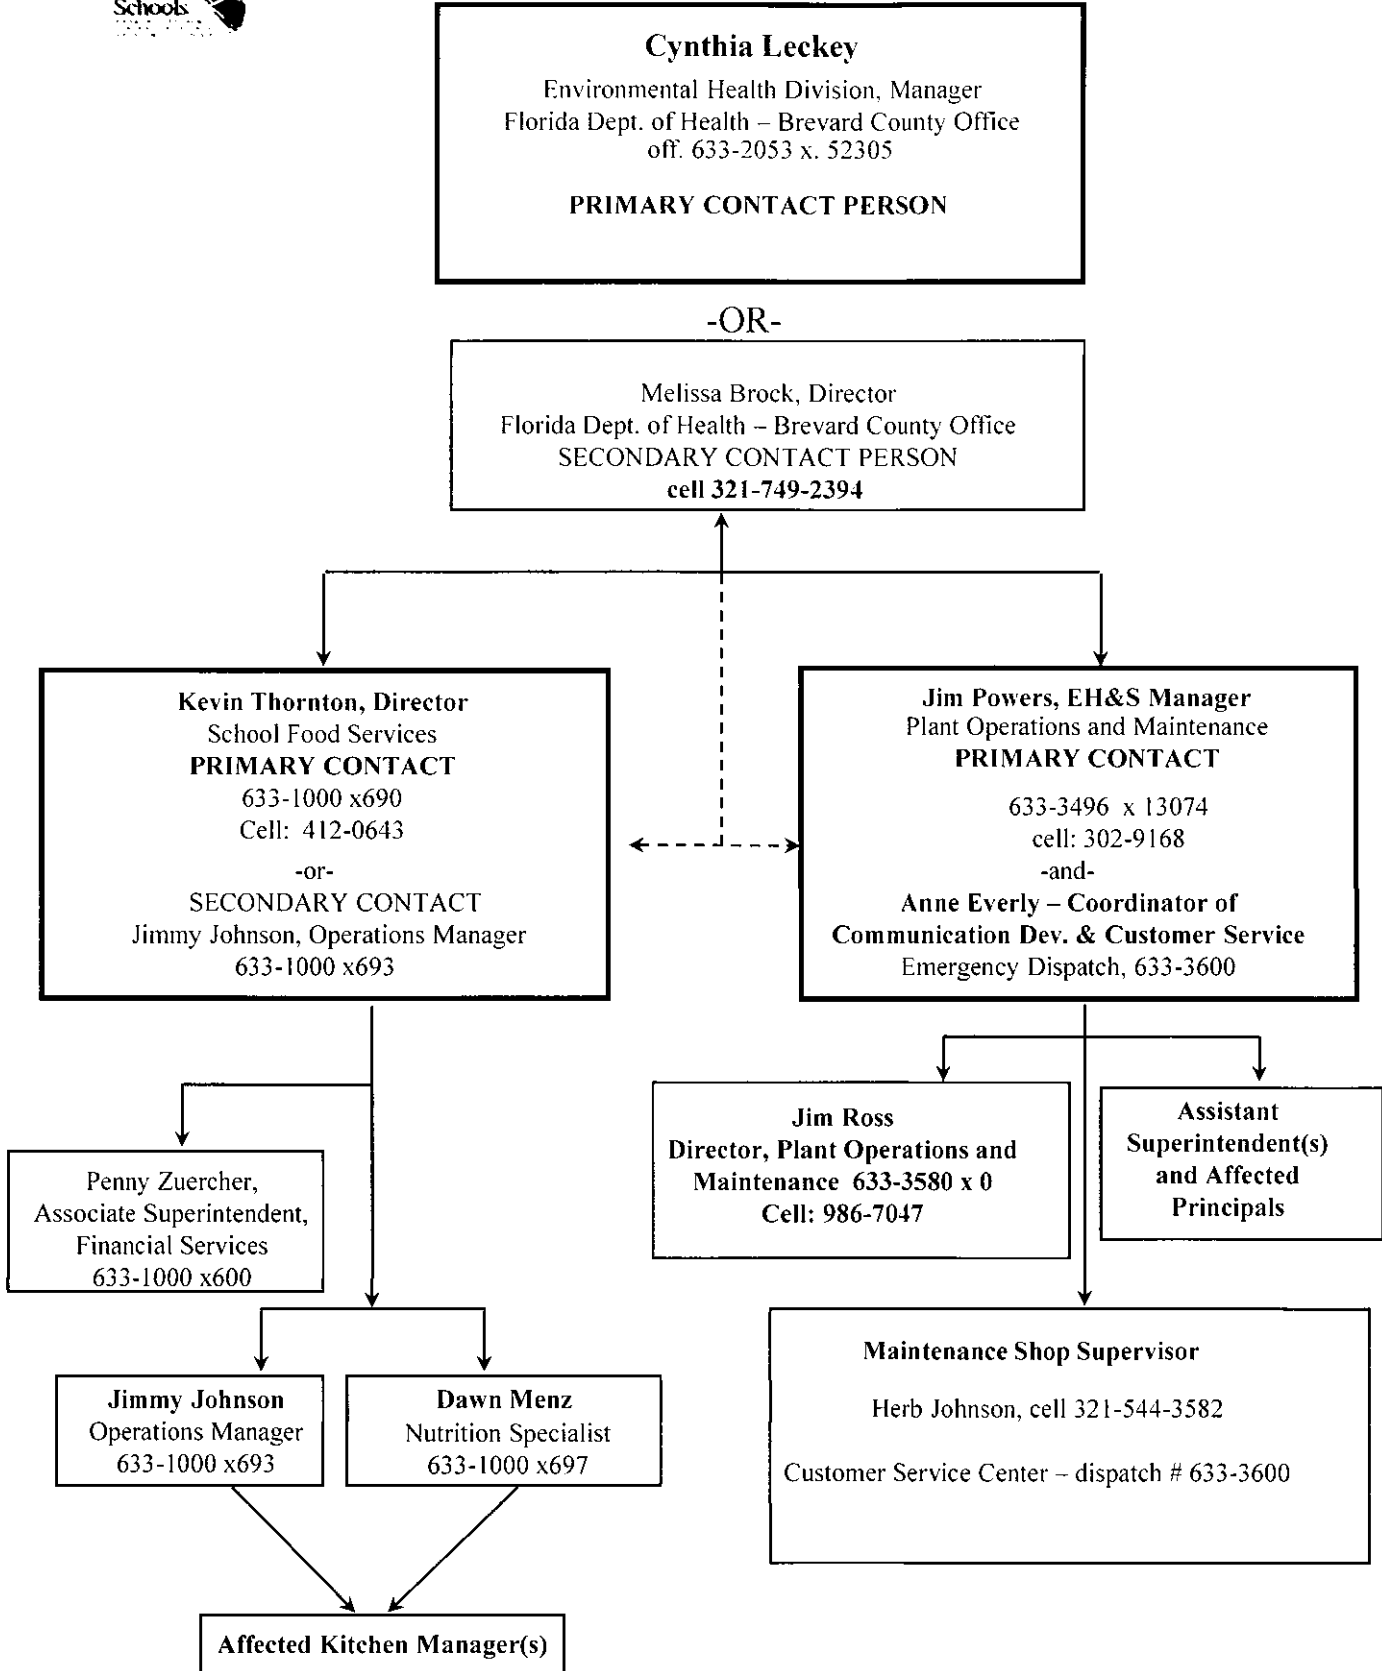 Schools
Cynthia Leckey
Environmental Health Division, Manager
Florida Dept. of Health – Brevard County Office
off. 633-2053 x. 52305
PRIMARY CONTACT PERSON
-OR-
Melissa Brock, Director
Florida Dept. of Health – Brevard County Office
SECONDARY CONTACT PERSON
cell 321-749-2394
Kevin Thornton, Director
School Food Services
PRIMARY CONTACT
633-1000 x690
Cell: 412-0643
-or-
SECONDARY CONTACT
Jimmy Johnson, Operations Manager
633-1000 x693
Jim Powers, EH&S Manager
Plant Operations and Maintenance
PRIMARY CONTACT
633-3496 x 13074
cell: 302-9168
-and-
Anne Everly – Coordinator of
Communication Dev. & Customer Service
Emergency Dispatch, 633-3600
Penny Zuercher,
Associate Superintendent,
Financial Services
633-1000 x600
Jim Ross
Director, Plant Operations and
Maintenance 633-3580 x 0
Cell: 986-7047
Assistant
Superintendent(s)
and Affected
Principals
Jimmy Johnson
Operations Manager
633-1000 x693
Dawn Menz
Nutrition Specialist
633-1000 x697
Maintenance Shop Supervisor
Herb Johnson, cell 321-544-3582
Customer Service Center – dispatch # 633-3600
Affected Kitchen Manager(s)